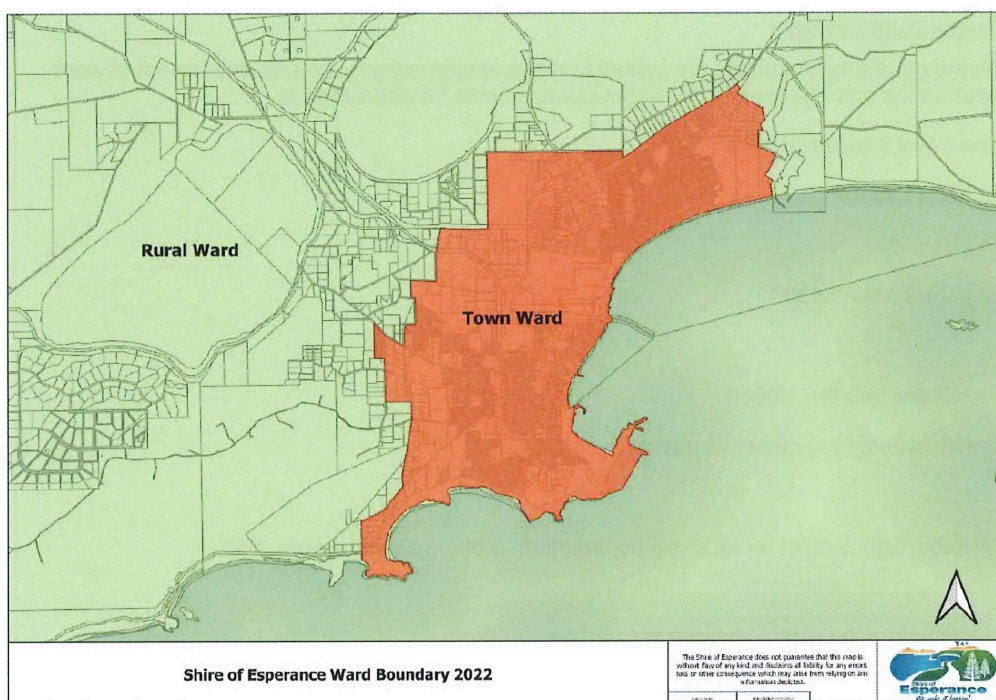 Rural Ward
Town Ward
Shire of Esperance Ward Boundary 2022
The Shire of Esperance does not guarantee that this map is
without flaw of any kind and disclaims all liability for any errors
loss or other consequence which may arise from relying on any
information depicted.
Shire of
Esperance